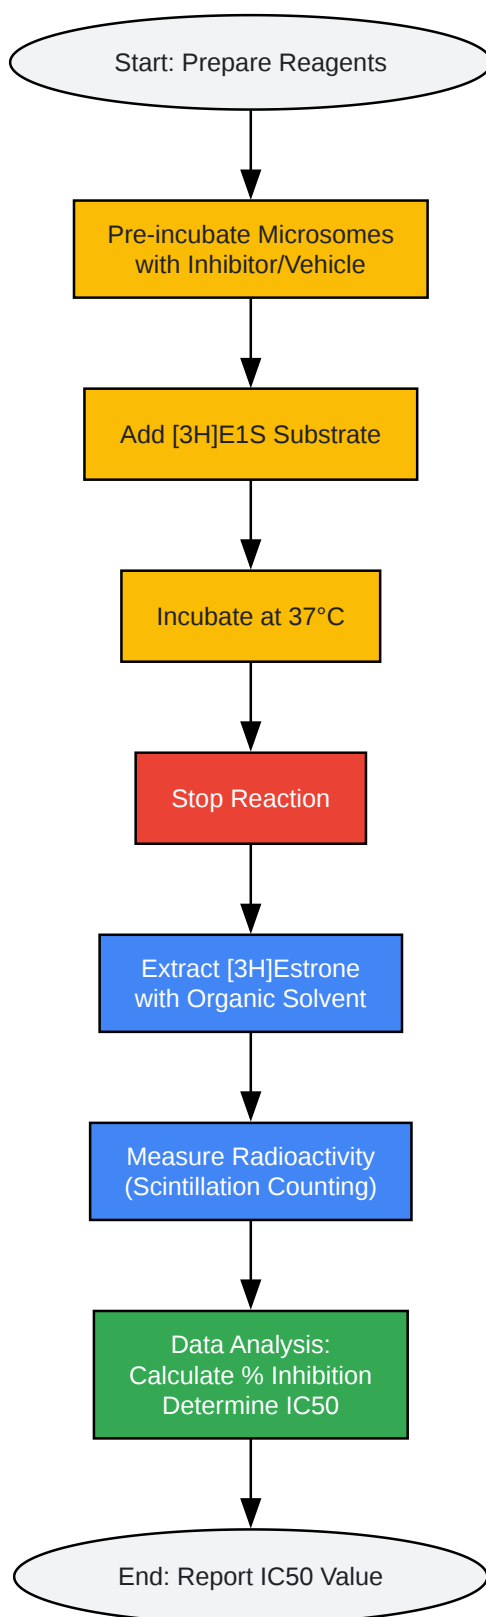 Start: Prepare Reagents
Pre-incubate Microsomes
with Inhibitor/Vehicle
Add [3H]E1S Substrate
Incubate at 37°C
Stop Reaction
Extract [3H]Estrone
with Organic Solvent
Measure Radioactivity
(Scintillation Counting)
Data Analysis:
Calculate % Inhibition
Determine IC50
End: Report IC50 Value